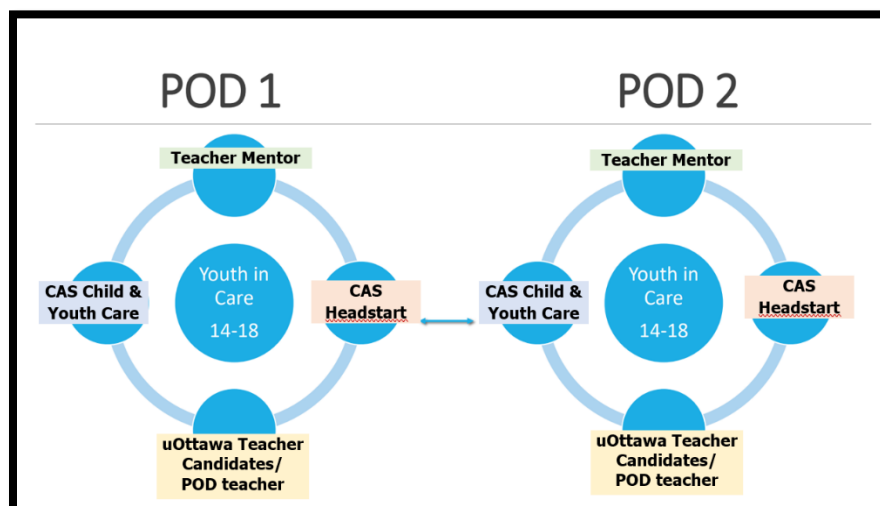 POD 1
POD 2
Teacher Mentor
CAS Child &
Youth Care
Youth in
Care
14-18
CAS
Headstart
uOttawa Teacher
Candidates/
POD teacher
Teacher Mentor
CAS Child &
Youth Care
Youth in
Care
14-18
CAS
Headstart
uOttawa Teacher
Candidates/
POD teacher